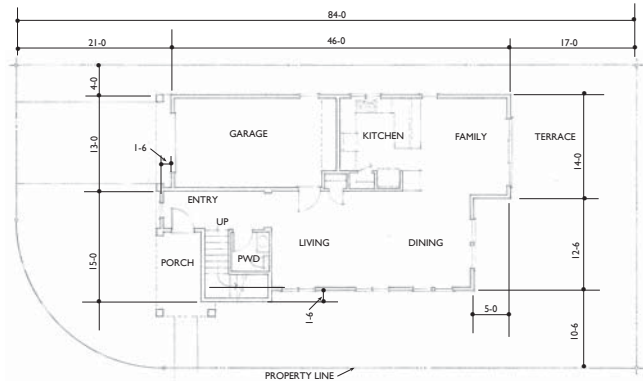 84-0
21-0
46-0
17-0
4-0
13-0
1-6
15-0
GARAGE
KITCHEN
FAMILY
TERRACE
14-0
ENTRY
UP
PWD
PORCH
LIVING
DINING
12-6
1-6
5-0
10-6
PROPERTY LINE